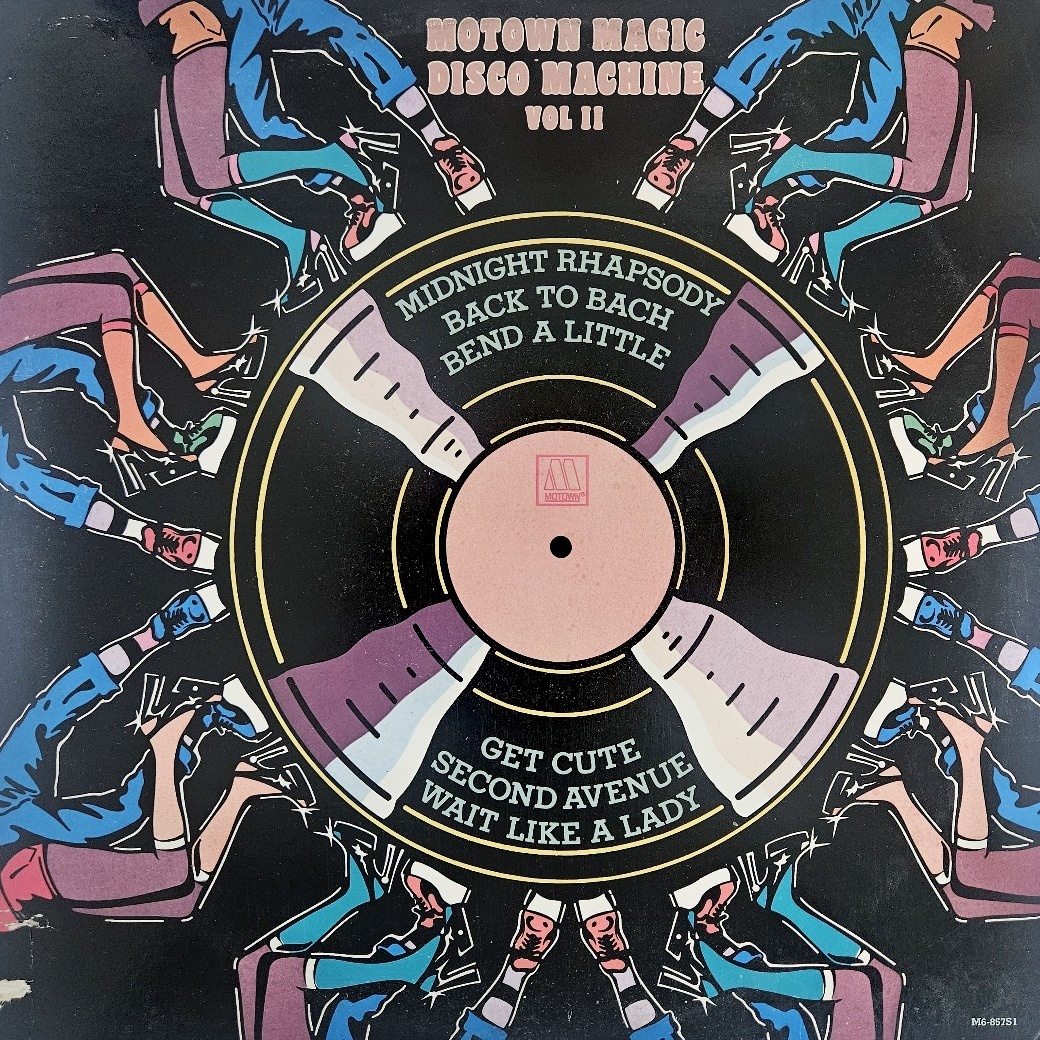 MOTOWN MAGIC
DISCO MACHINE
VOL II
MIDNIGHT RHAPSODY
BACK TO BACH
BEND A LITTLE
MOTOWN®
GET CUTE
SECOND AVENUE
WAIT LIKE A LADY
M6-857S1